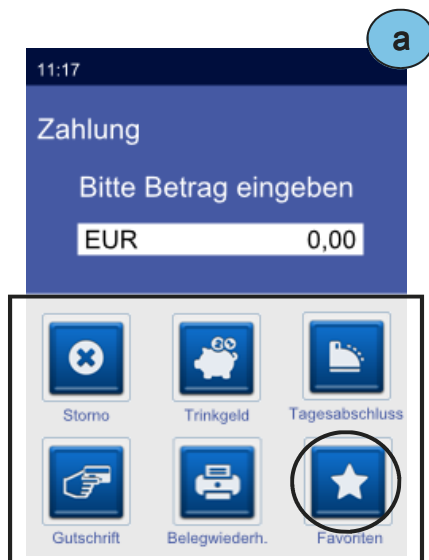 a
11:17
Zahlung
Bitte Betrag eingeben
EUR 0,00
Storno Trinkgeld Tagesabschluss
Gutschrift Belegwiederh. Favoriten